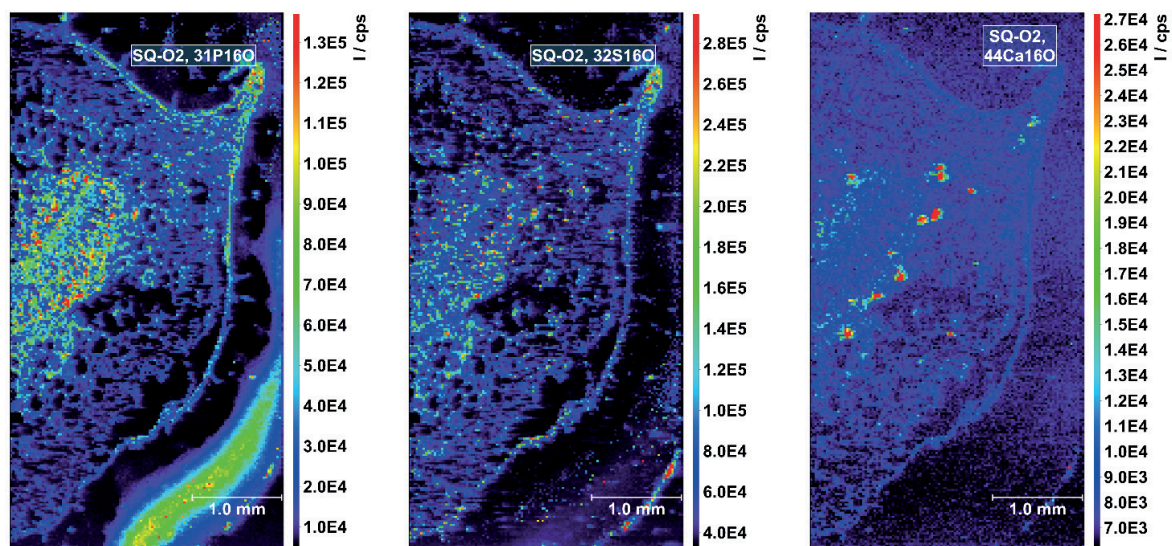 SQ-O2, 31P16O
1.3E5
1.2E5
1.1E5
1.0E5
9.0E4
8.0E4
7.0E4
6.0E4
5.0E4
4.0E4
3.0E4
2.0E4
1.0E4
I / cps
1.0 mm
SQ-O2, 32S16O
2.8E5
2.6E5
2.4E5
2.2E5
2.0E5
1.8E5
1.6E5
1.4E5
1.2E5
1.0E5
8.0E4
6.0E4
4.0E4
I / cps
1.0 mm
SQ-O2,
44Ca16O
2.7E4
2.6E4
2.5E4
2.4E4
2.3E4
2.2E4
2.1E4
2.0E4
1.9E4
1.8E4
1.7E4
1.6E4
1.5E4
1.4E4
1.3E4
1.2E4
1.1E4
1.0E4
9.0E3
8.0E3
7.0E3
I / cps
1.0 mm